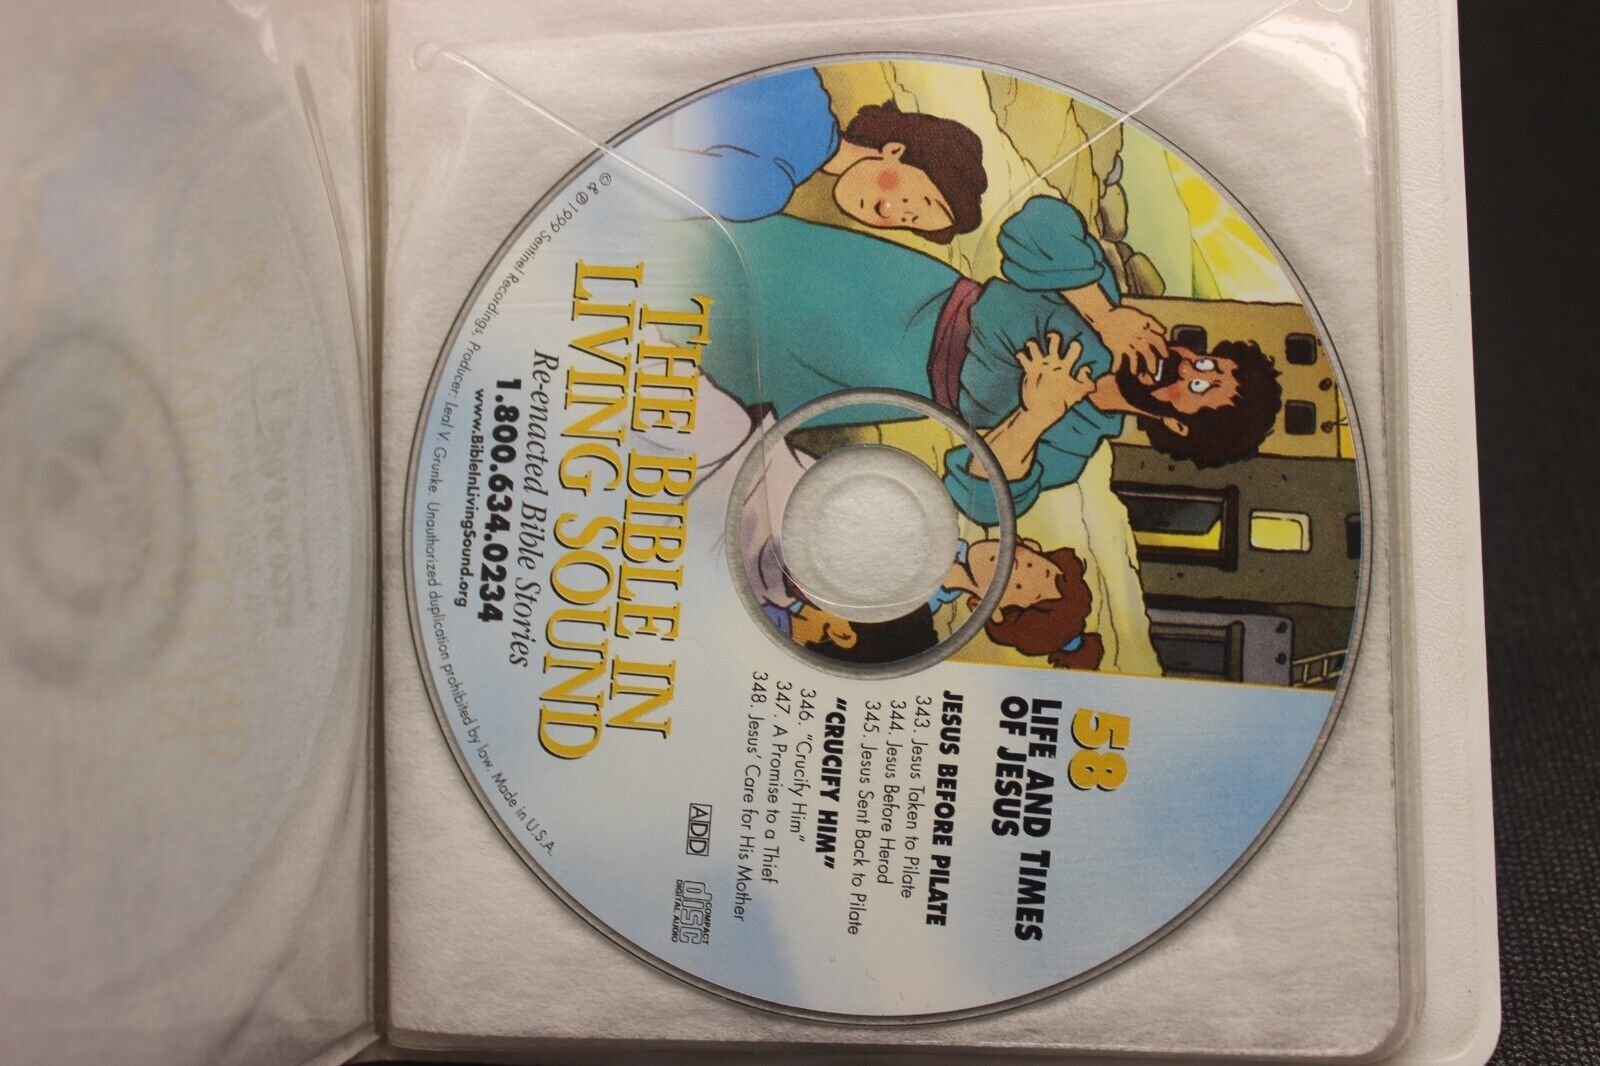 58
LIFE AND TIMES
OF JESUS
JESUS BEFORE PILATE
343. Jesus Taken to Pilate
344. Jesus Before Herod
345. Jesus Sent Back to Pilate
"CRUCIFY HIM"
346. "Crucify Him"
347. A Promise to a Thief
348. Jesus' Care for His Mother
ADD
COMPACT
disc
DIGITAL AUDIO
THE BIBLE IN
LIVING SOUND
Re-enacted Bible Stories
1.800.634.0234
www.BibleInLivingSound.org
© & ℗ 1999 Sentinel Recordings, Producer: Leal V. Grunke. Unauthorized duplication prohibited by law. Made in U.S.A.